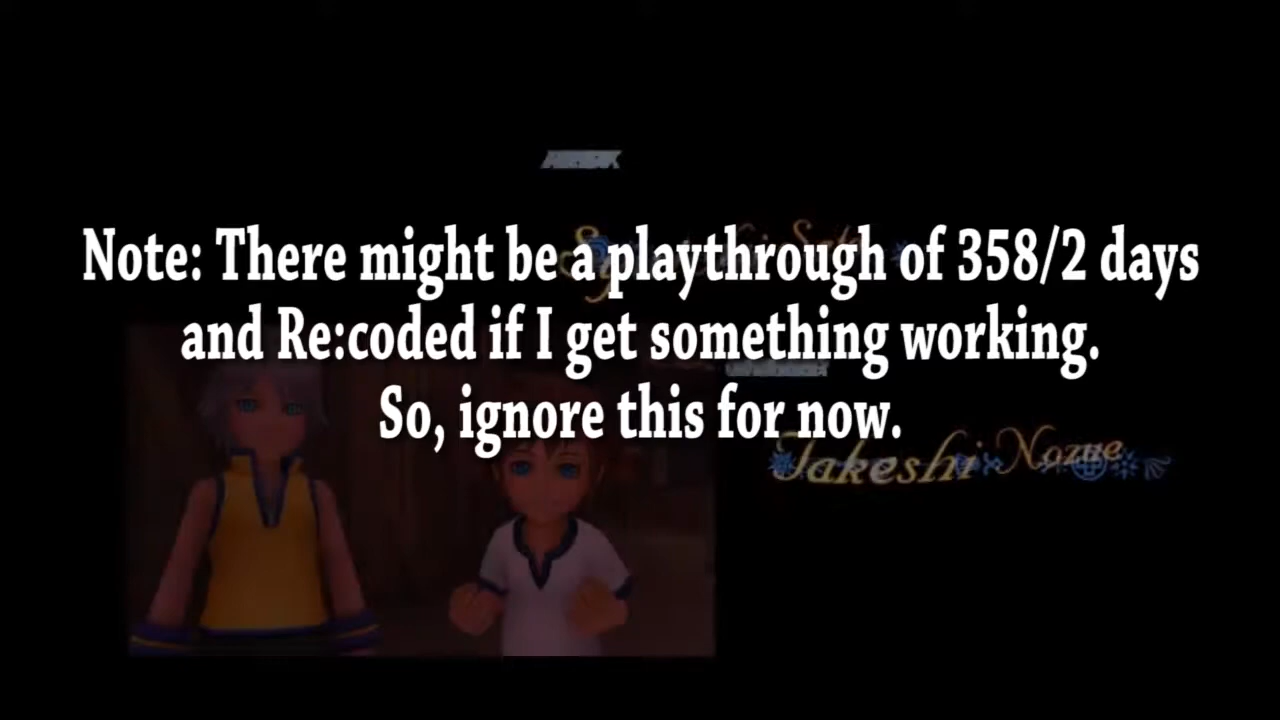 Note: There might be a playthrough of 358/2 days
and Re:coded if I get something working.
So, ignore this for now.
Takeshi Nozue